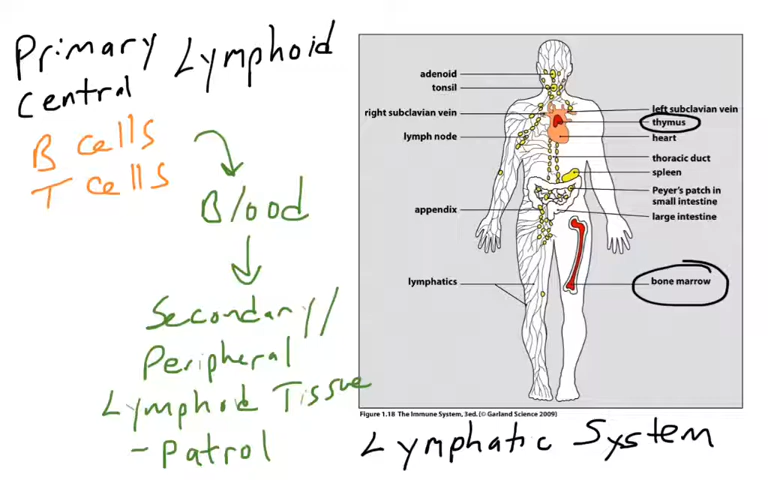 Primary Lymphoid
Central
B cells
T cells
Blood
Secondary/
Peripheral
Lymphoid Tissue
- Patrol
adenoid
tonsil
right subclavian vein
lymph node
appendix
lymphatics
left subclavian vein
thymus
heart
thoracic duct
spleen
Peyer's patch in
small intestine
large intestine
bone marrow
Figure 1.18 The Immune System, 3ed. (© Garland Science 2009)
Lymphatic System